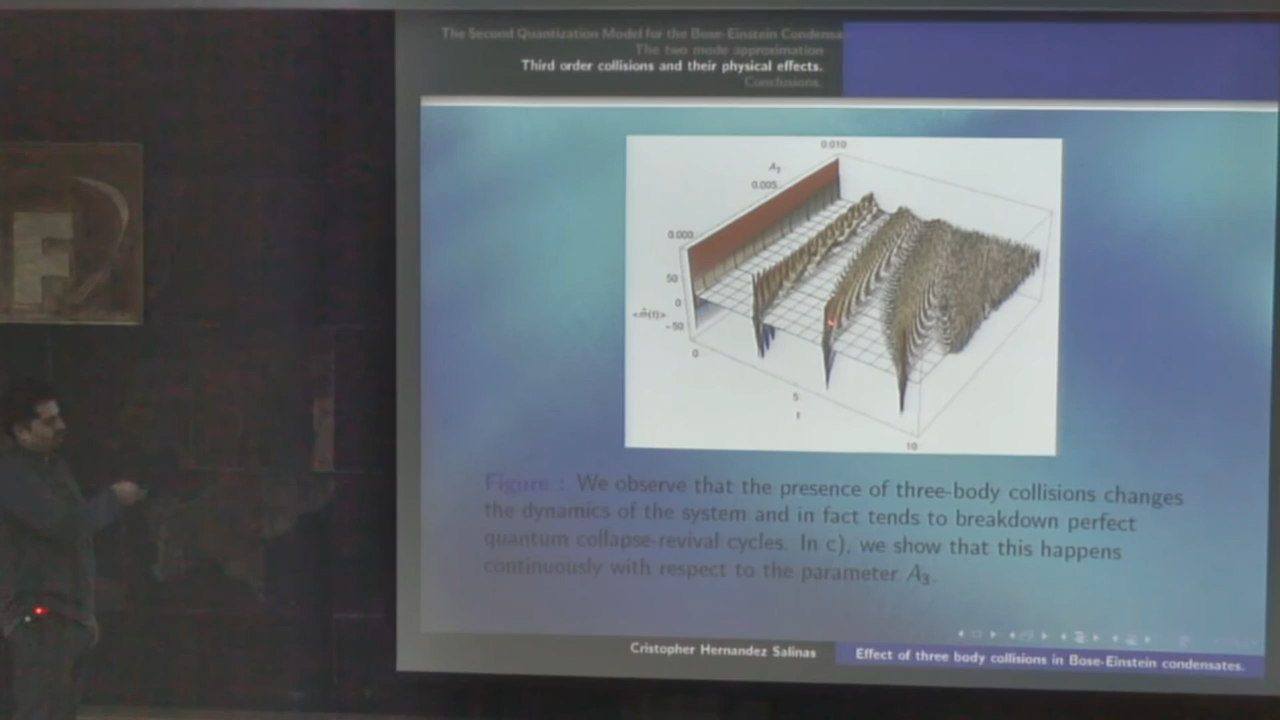 The Second Quantization Model for the Bose-Einstein Condensa
The two mode approximation
Third order collisions and their physical effects.
Conclusions.
F
0.010
A₃
0.005
0.000
50
0
-50
<m̂(t)>
0
5
t
10
Figure : We observe that the presence of three-body collisions changes
the dynamics of the system and in fact tends to breakdown perfect
quantum collapse-revival cycles. In c), we show that this happens
continuously with respect to the parameter A₃.
Cristopher Hernandez Salinas
Effect of three body collisions in Bose-Einstein condensates.